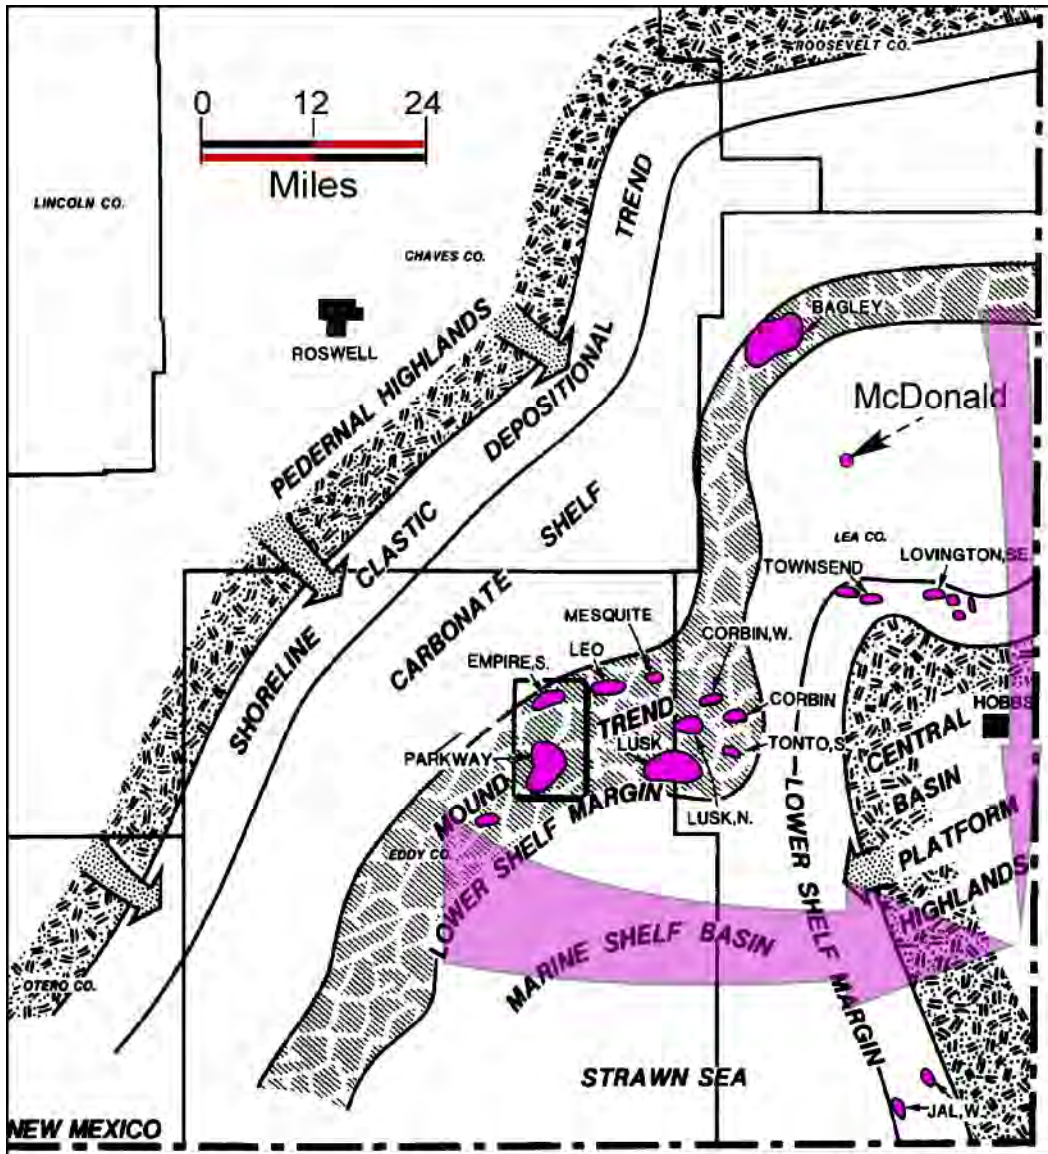 ROOSEVELT CO.
0 12 24
Miles
LINCOLN CO.
CHAVES CO.
TREND
ROSWELL
BAGLEY
PEDERNAL HIGHLANDS
DEPOSITIONAL
McDonald
CLASTIC
SHELF
LEA CO.
LOVINGTON,SE
TOWNSEND
CARBONATE
MESQUITE
CORBIN,W.
LEO
EMPIRE,S.
SHORELINE
CORBIN
HOBBS
TREND
CENTRAL
PARKWAY
LUSK
TONTO,S.
BASIN
MOUND
LUSK,N.
PLATFORM
EDDY CO.
LOWER SHELF MARGIN
LOWER SHELF MARGIN
HIGHLANDS
MARINE SHELF BASIN
OTERO CO.
STRAWN SEA
JAL,W.
NEW MEXICO